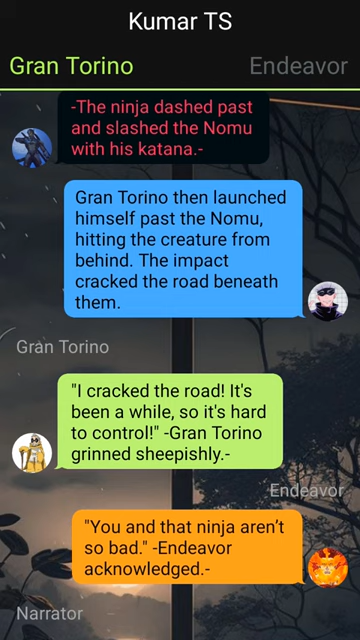 Kumar TS
Gran Torino
Endeavor
-The ninja dashed past
and slashed the Nomu
with his katana.-
Gran Torino then launched
himself past the Nomu,
hitting the creature from
behind. The impact
cracked the road beneath
them.
Gran Torino
"I cracked the road! It's
been a while, so it's hard
to control!" -Gran Torino
grinned sheepishly.-
Endeavor
"You and that ninja aren’t
so bad." -Endeavor
acknowledged.-
Narrator